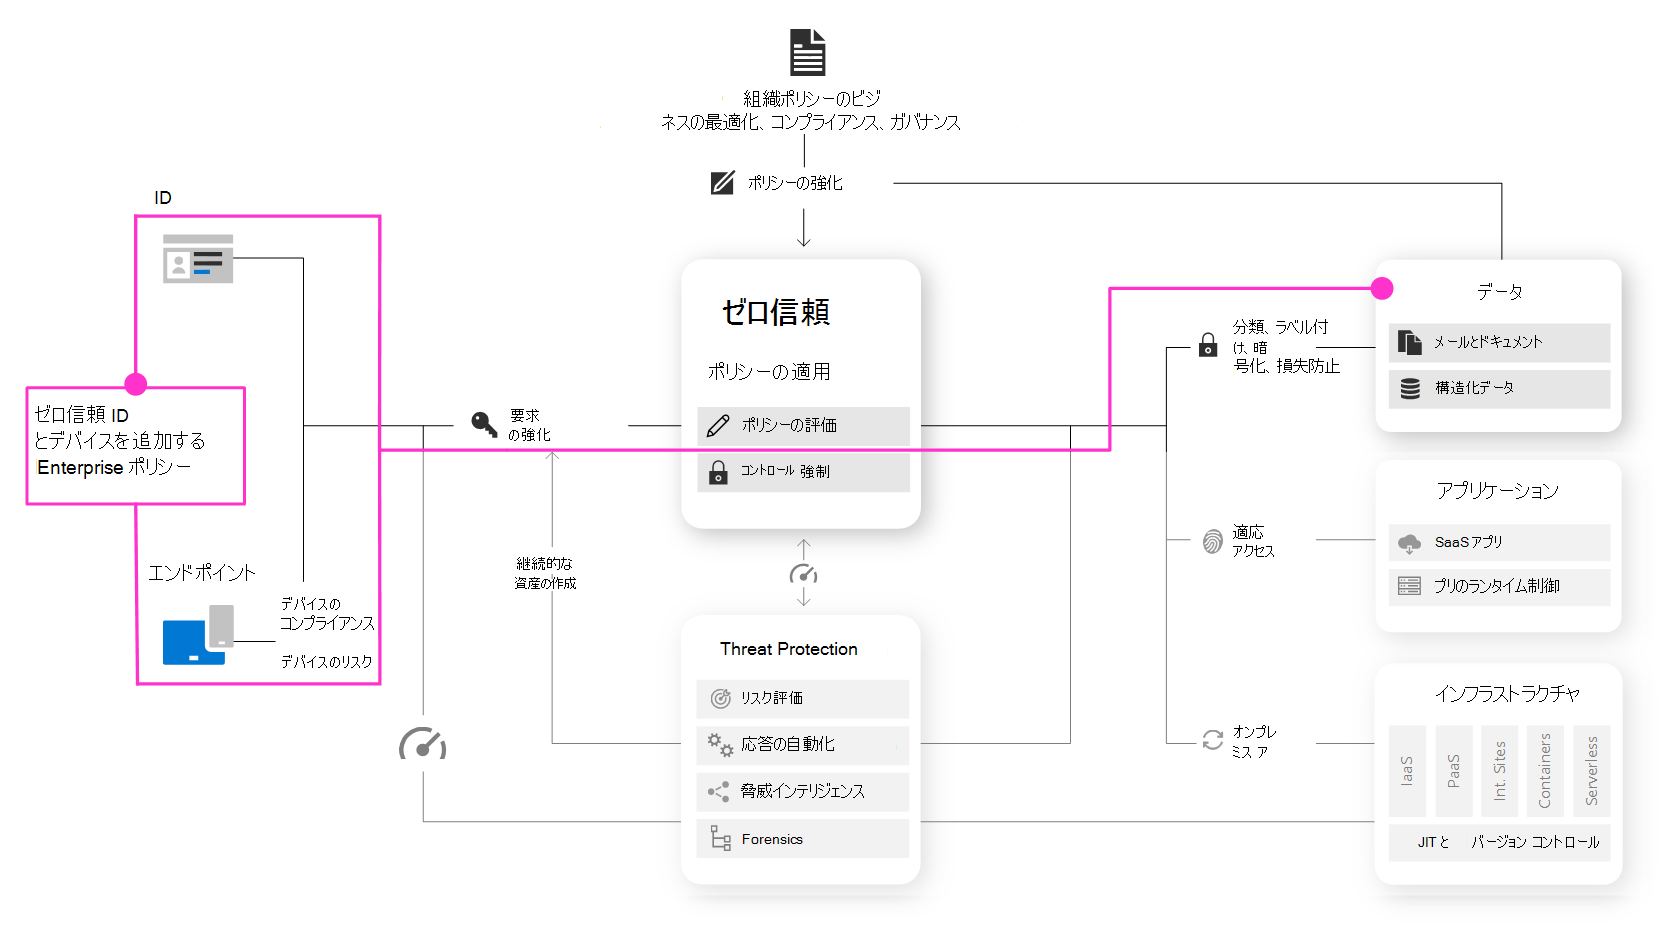 組織ポリシーのビジ
ネスの最適化、コンプライアンス、ガバナンス
ポリシーの強化
ID
ゼロ信頼 ID
とデバイスを追加する
Enterprise ポリシー
エンドポイント
デバイスの
コンプライアンス
デバイスのリスク
要求
の強化
継続的な
資産の作成
ゼロ信頼
ポリシーの適用
ポリシーの評価
コントロール 強制
Threat Protection
リスク評価
応答の自動化
脅威インテリジェンス
Forensics
分類、ラベル付
け、暗
号化、損失防止
適応
アクセス
オンプレ
ミス ア
データ
メールとドキュメント
構造化データ
アプリケーション
SaaS アプリ
プリのランタイム制御
インフラストラクチャ
IaaS
PaaS
Int. Sites
Containers
Serverless
JIT と バージョン コントロール